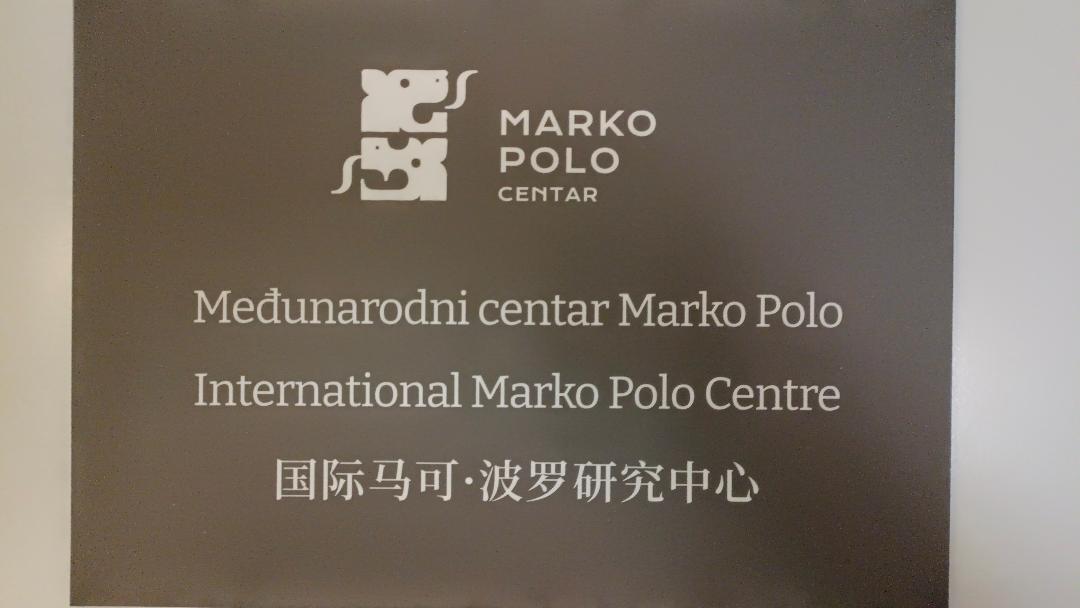 MARKO
POLO
CENTAR
Međunarodni centar Marko Polo
International Marko Polo Centre
国际马可·波罗研究中心